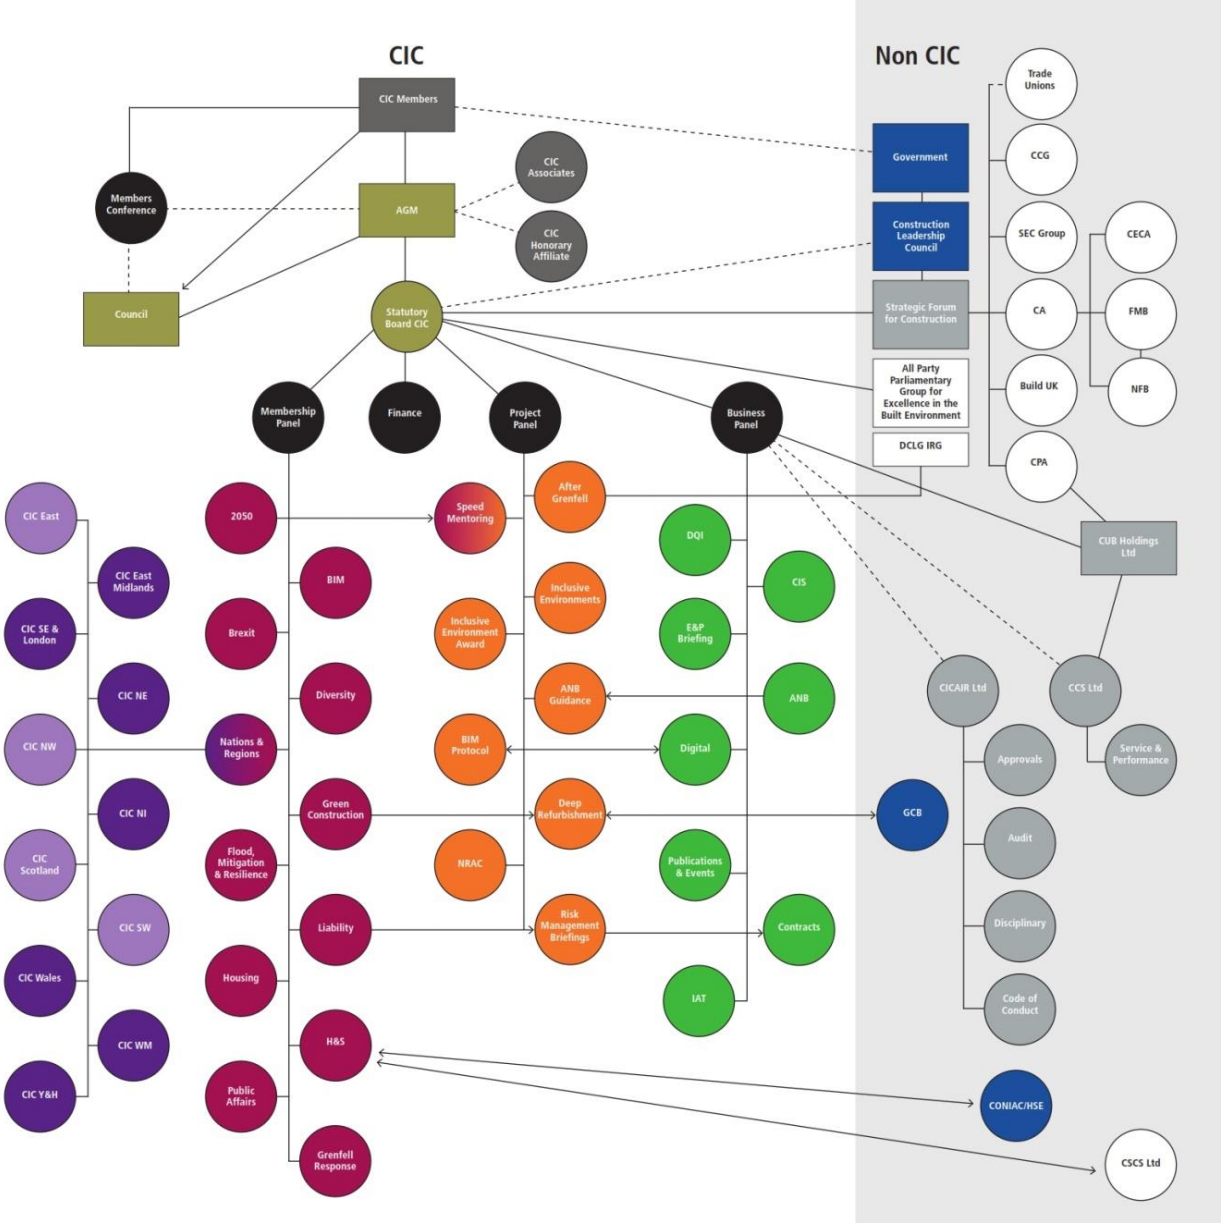 CIC
Non CIC
CIC Members
Trade
Unions
Government
CCG
CIC
Associates
Members
Conference
AGM
CIC
Honorary
Affiliate
Construction
Leadership
Council
SEC Group
CECA
Council
Statutory
Board CIC
Strategic Forum
for Construction
CA
FMB
All Party
Parliamentary
Group for
Excellence in the
Built Environment
Build UK
NFB
Membership
Panel
Finance
Project
Panel
Business
Panel
DCLG IRG
CPA
CIC East
2050
Speed
Mentoring
After
Grenfell
DQI
CUB Holdings
Ltd
CIC East
Midlands
BIM
Inclusive
Environments
CIS
CIC SE &
London
Brexit
Inclusive
Environment
Award
E&P
Briefing
CIC NE
Diversity
ANB
Guidance
ANB
CICAIR Ltd
CCS Ltd
CIC NW
Nations &
Regions
BIM
Protocol
Digital
Approvals
Service &
Performance
CIC NI
Green
Construction
Deep
Refurbishment
GCB
Audit
CIC
Scotland
Flood,
Mitigation
& Resilience
NRAC
Publications
& Events
CIC SW
Liability
Risk
Management
Briefings
Contracts
Disciplinary
CIC Wales
Housing
IAT
Code of
Conduct
CIC WM
H&S
CIC Y&H
Public
Affairs
CONIAC/HSE
Grenfell
Response
CSCS Ltd